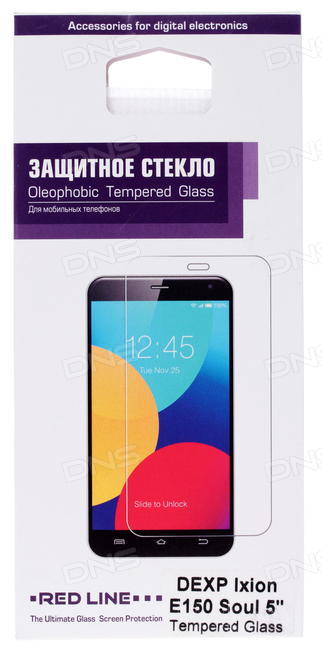 Accessories for digital electronics
ЗАЩИТНОЕ СТЕКЛО
Oleophobic Tempered Glass
Для мобильных телефонов
12:45
Tue Nov 25
Slide to Unlock
RED LINE
The Ultimate Glass Screen Protection
DEXP Ixion
E150 Soul 5"
Tempered Glass
DNS